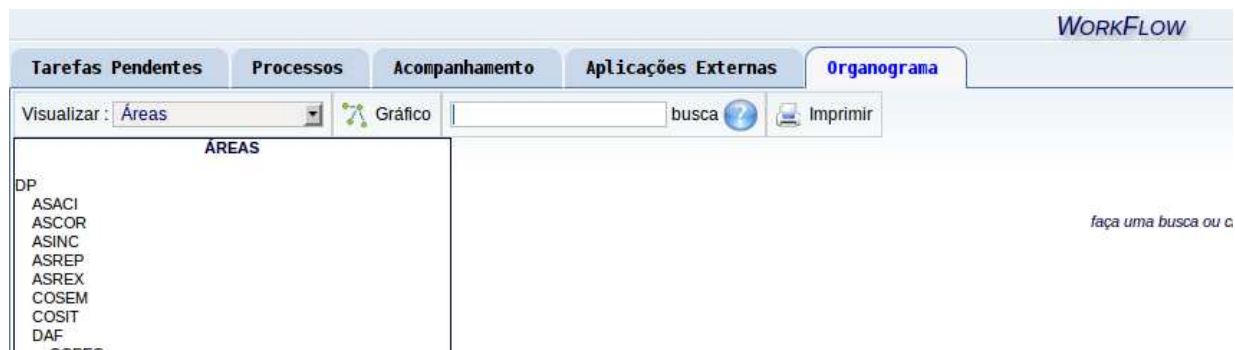 WORKFLOW
Tarefas Pendentes Processos Acompanhamento Aplicações Externas Organograma
Visualizar : Áreas Gráfico busca ? Imprimir
ÁREAS
DP
ASACI
ASCOR
ASINC
faça uma busca ou c
ASREP
ASREX
COSEM
COSIT
DAF